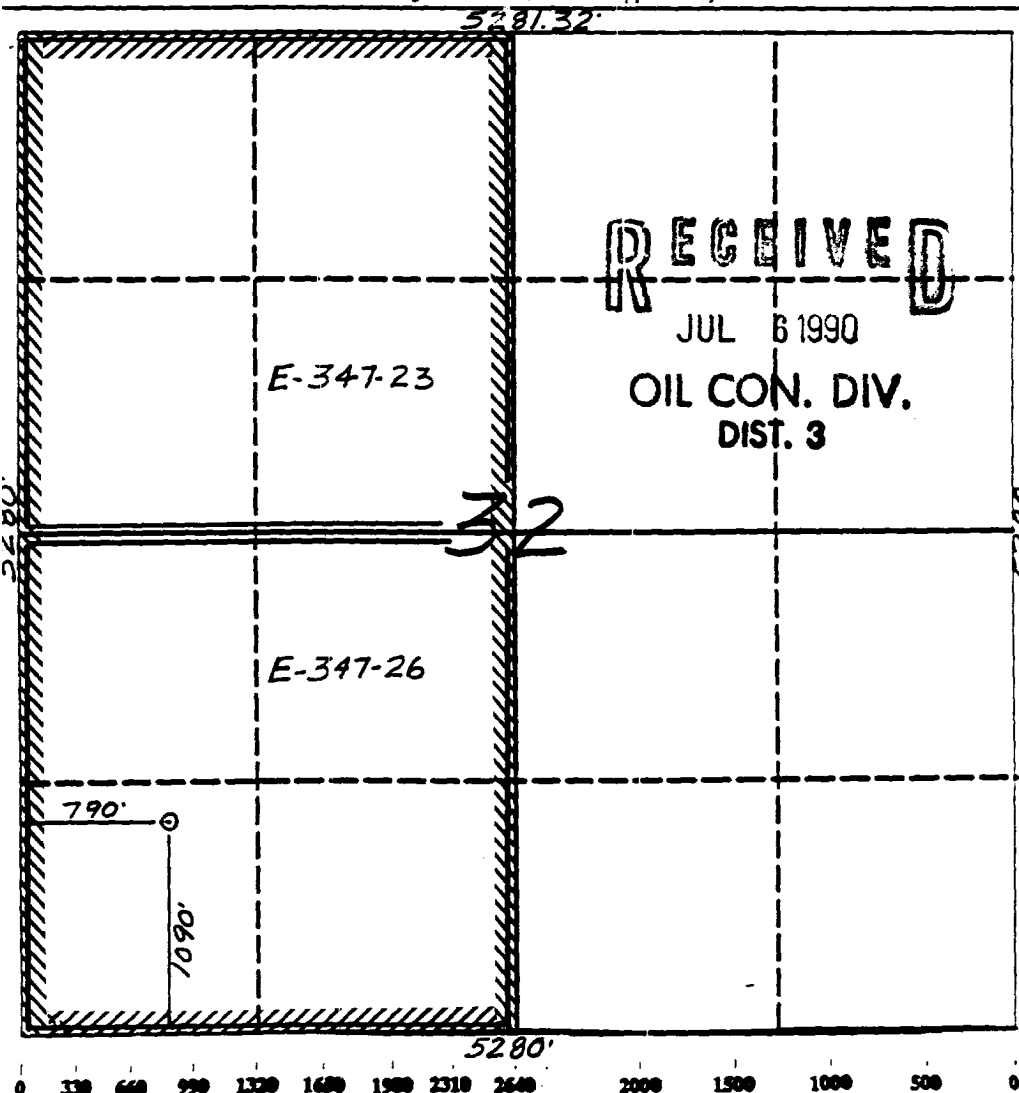 5281.32'
RECEIVED
JUL 6 1990
OIL CON. DIV.
DIST. 3
E-347-23
5280'
32
E-347-26
790'
1090'
5280'
0 330 660 990 1320 1650 1980 2310 2640 2000 1500 1000 500 0